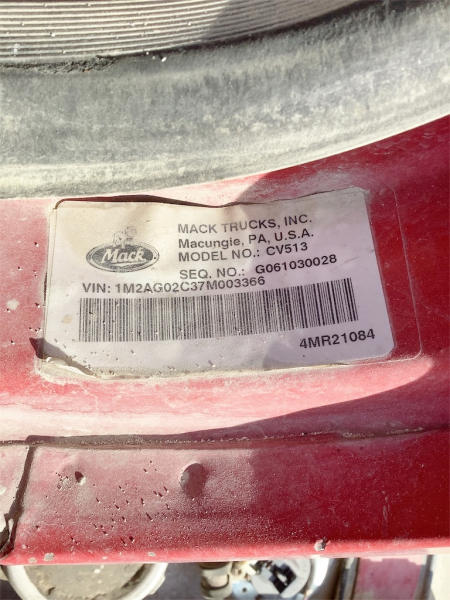 MACK TRUCKS, INC.
Macungie, PA, U.S.A.
MODEL NO.: CV513
Mack
SEQ. NO.: G061030028
VIN: 1M2AG02C37M003366
4MR21084